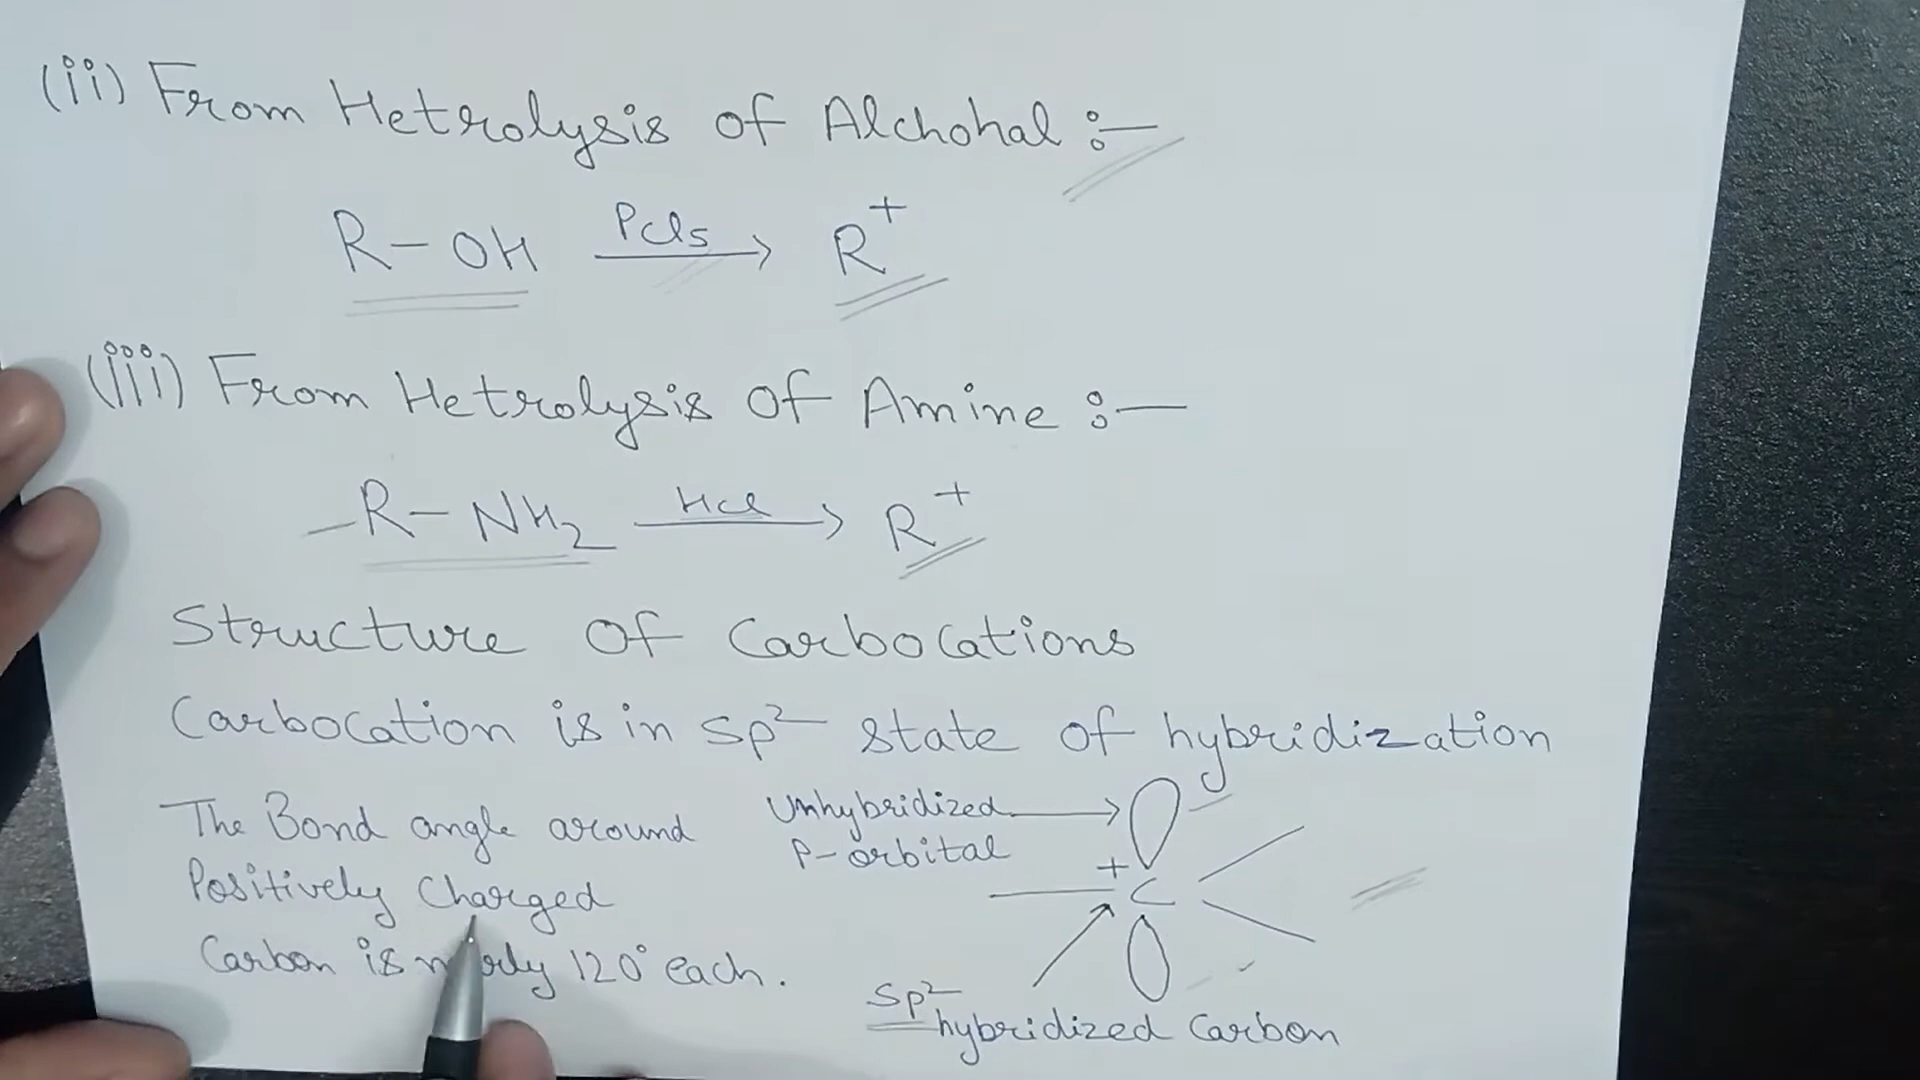 (ii) From Hetrolysis of Alchohal :—
R - OH PCl5 → R+
(iii) From Hetrolysis of Amine :—
R - NH2 HCl → R+
Structure of Carbocations
Carbocation is in sp2 state of hybridization
The Bond angle around
Positively Charged
Carbon is 120° each.
Unhybridized →
P-orbital
+
C
sp2
hybridized Carbon